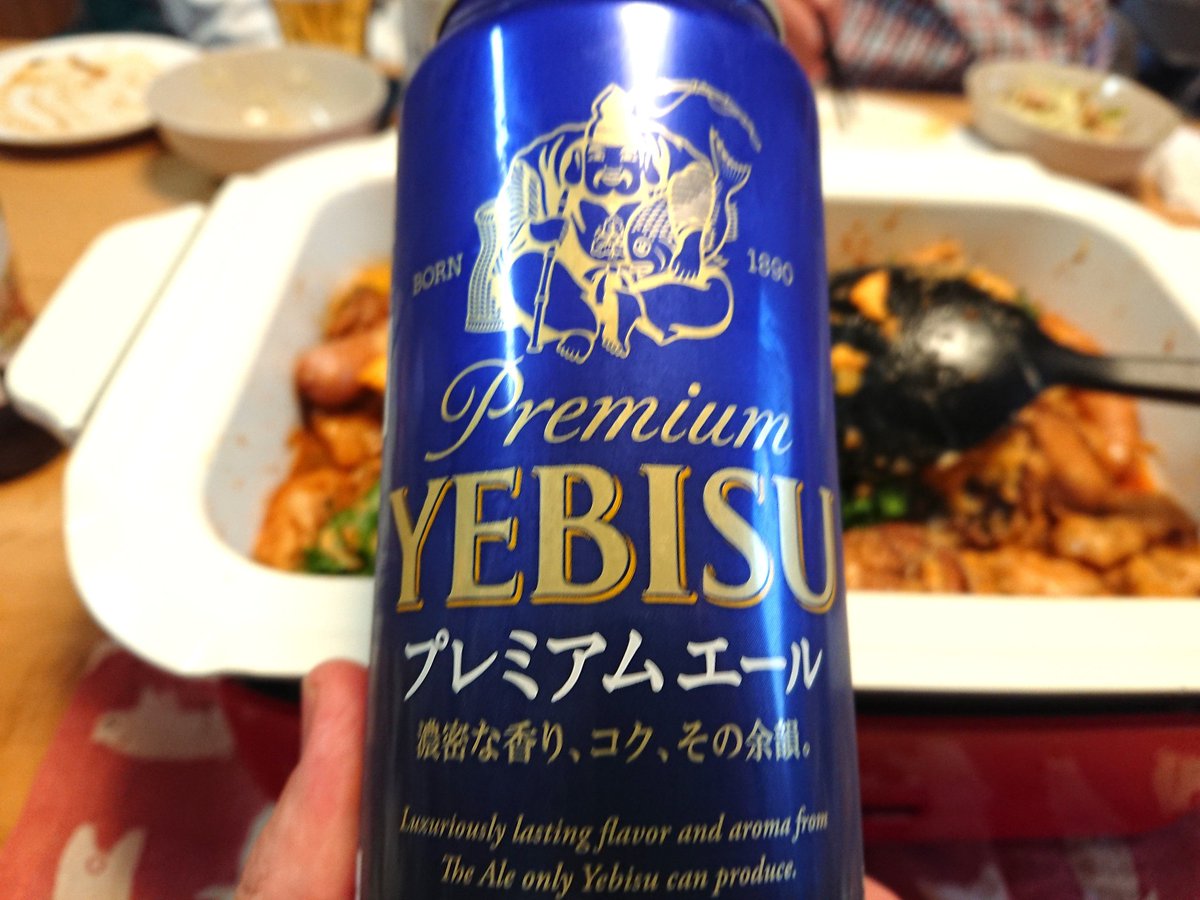 BORN 1890
Premium
YEBISU
プレミアム エール
濃密な香り、コク、その余韻。
Luxuriously lasting flavor and aroma from
The Ale only Yebisu can produce.